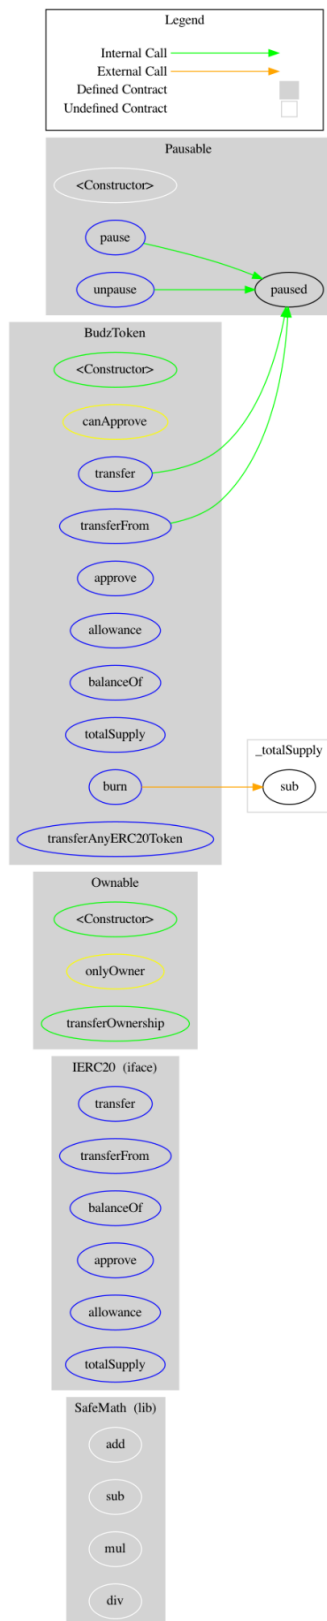 Legend
Internal Call
External Call
Defined Contract
Undefined Contract
Pausable
<Constructor>
pause
unpause
paused
BudzToken
<Constructor>
canApprove
transfer
transferFrom
approve
allowance
balanceOf
totalSupply
burn
transferAnyERC20Token
_totalSupply
sub
Ownable
<Constructor>
onlyOwner
transferOwnership
IERC20 (iface)
transfer
transferFrom
balanceOf
approve
allowance
totalSupply
SafeMath (lib)
add
sub
mul
div